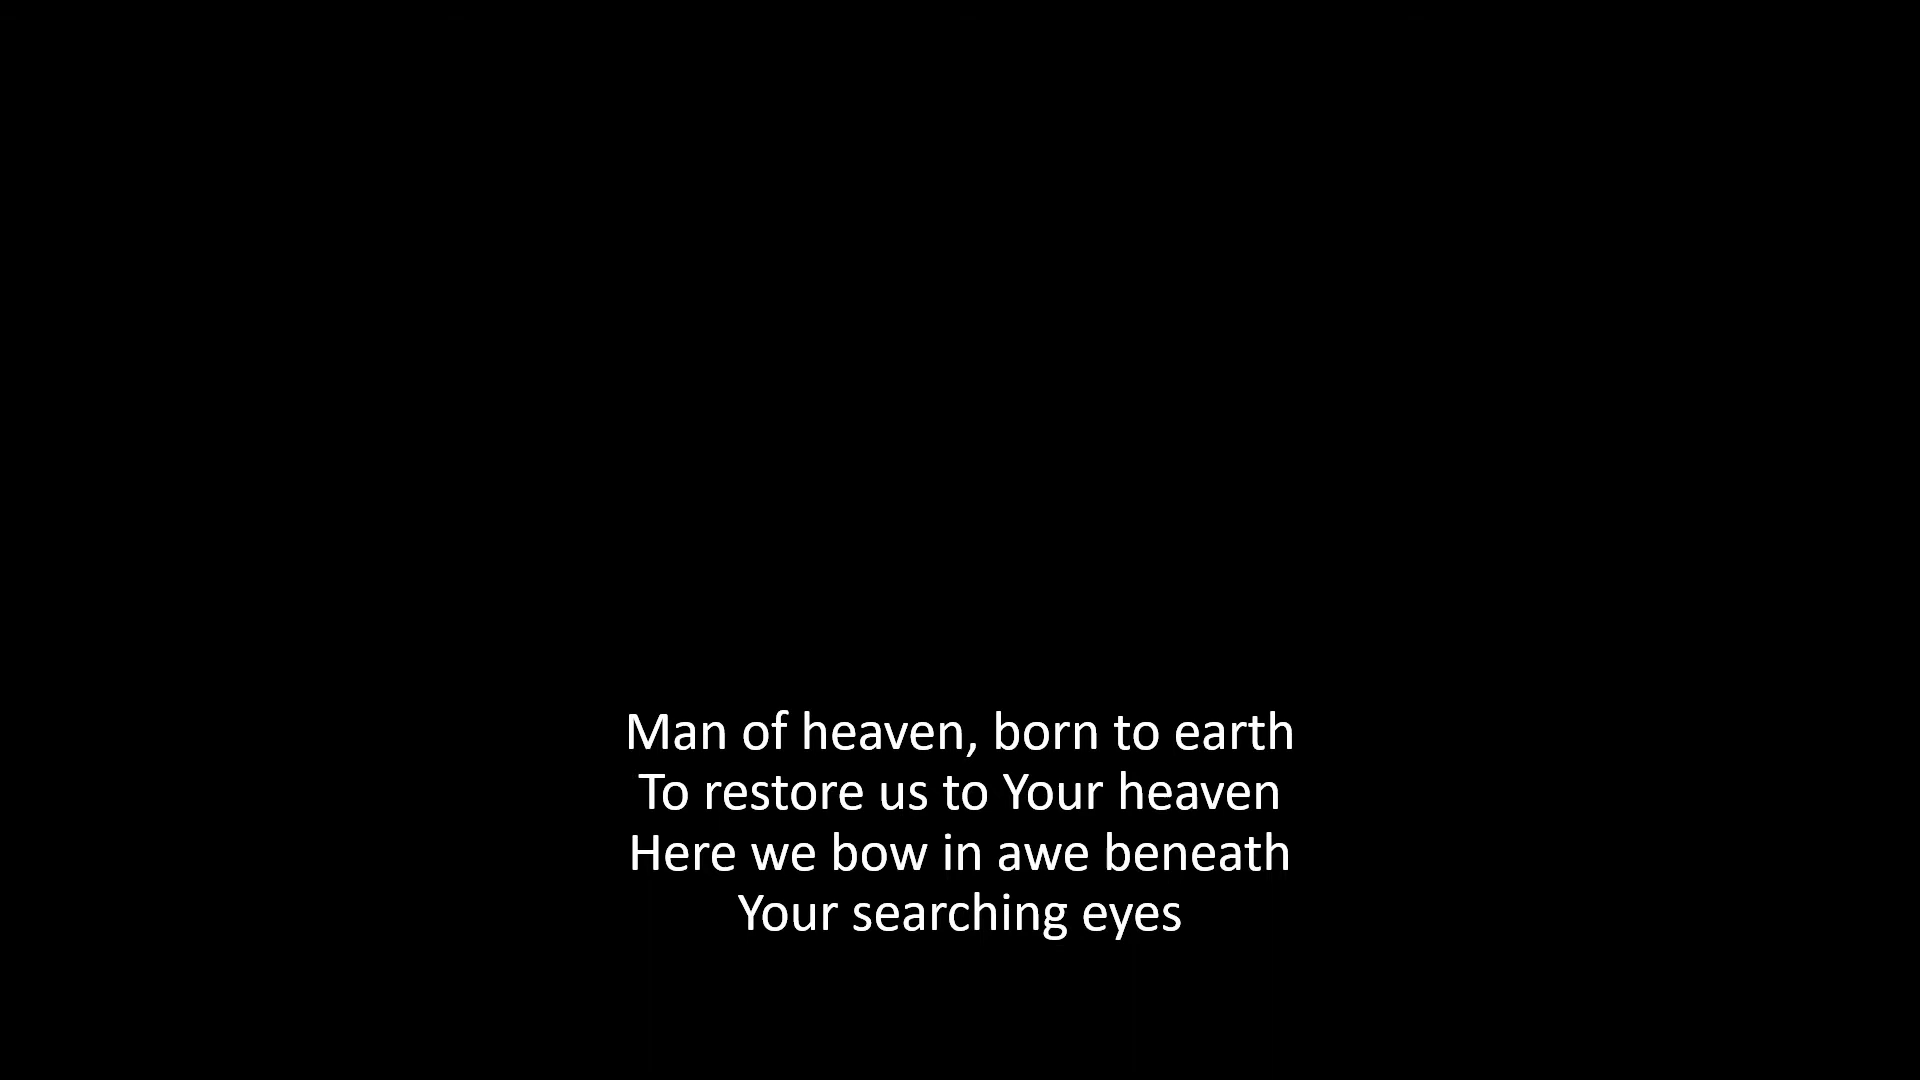 Man of heaven, born to earth
To restore us to Your heaven
Here we bow in awe beneath
Your searching eyes